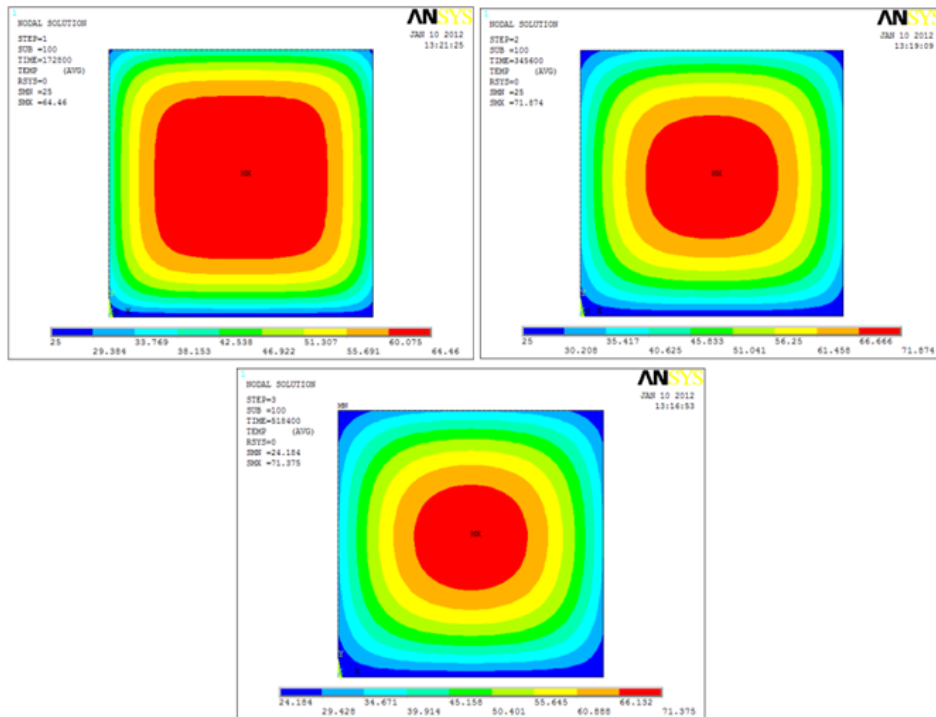 1
NODAL SOLUTION
STEP=1
SUB =100
TIME=172800
TEMP (AVG)
RSYS=0
SMN =25
SMX =64.46
ANSYS
JAN 10 2012
13:21:25
MX
X
25 33.769 42.538 51.307 60.075
29.384 38.153 46.922 55.691 64.46
1
NODAL SOLUTION
STEP=2
SUB =100
TIME=345600
TEMP (AVG)
RSYS=0
SMN =25
SMX =71.874
ANSYS
JAN 10 2012
13:19:09
MX
X
25 35.417 45.833 56.25 66.666
30.208 40.625 51.041 61.458 71.874
1
NODAL SOLUTION
STEP=3
SUB =100
TIME=518400
TEMP (AVG)
RSYS=0
SMN =24.184
SMX =71.375
ANSYS
JAN 10 2012
13:16:53
MN
MX
Y
X
24.184 34.671 45.158 55.645 66.132
29.428 39.914 50.401 60.888 71.375